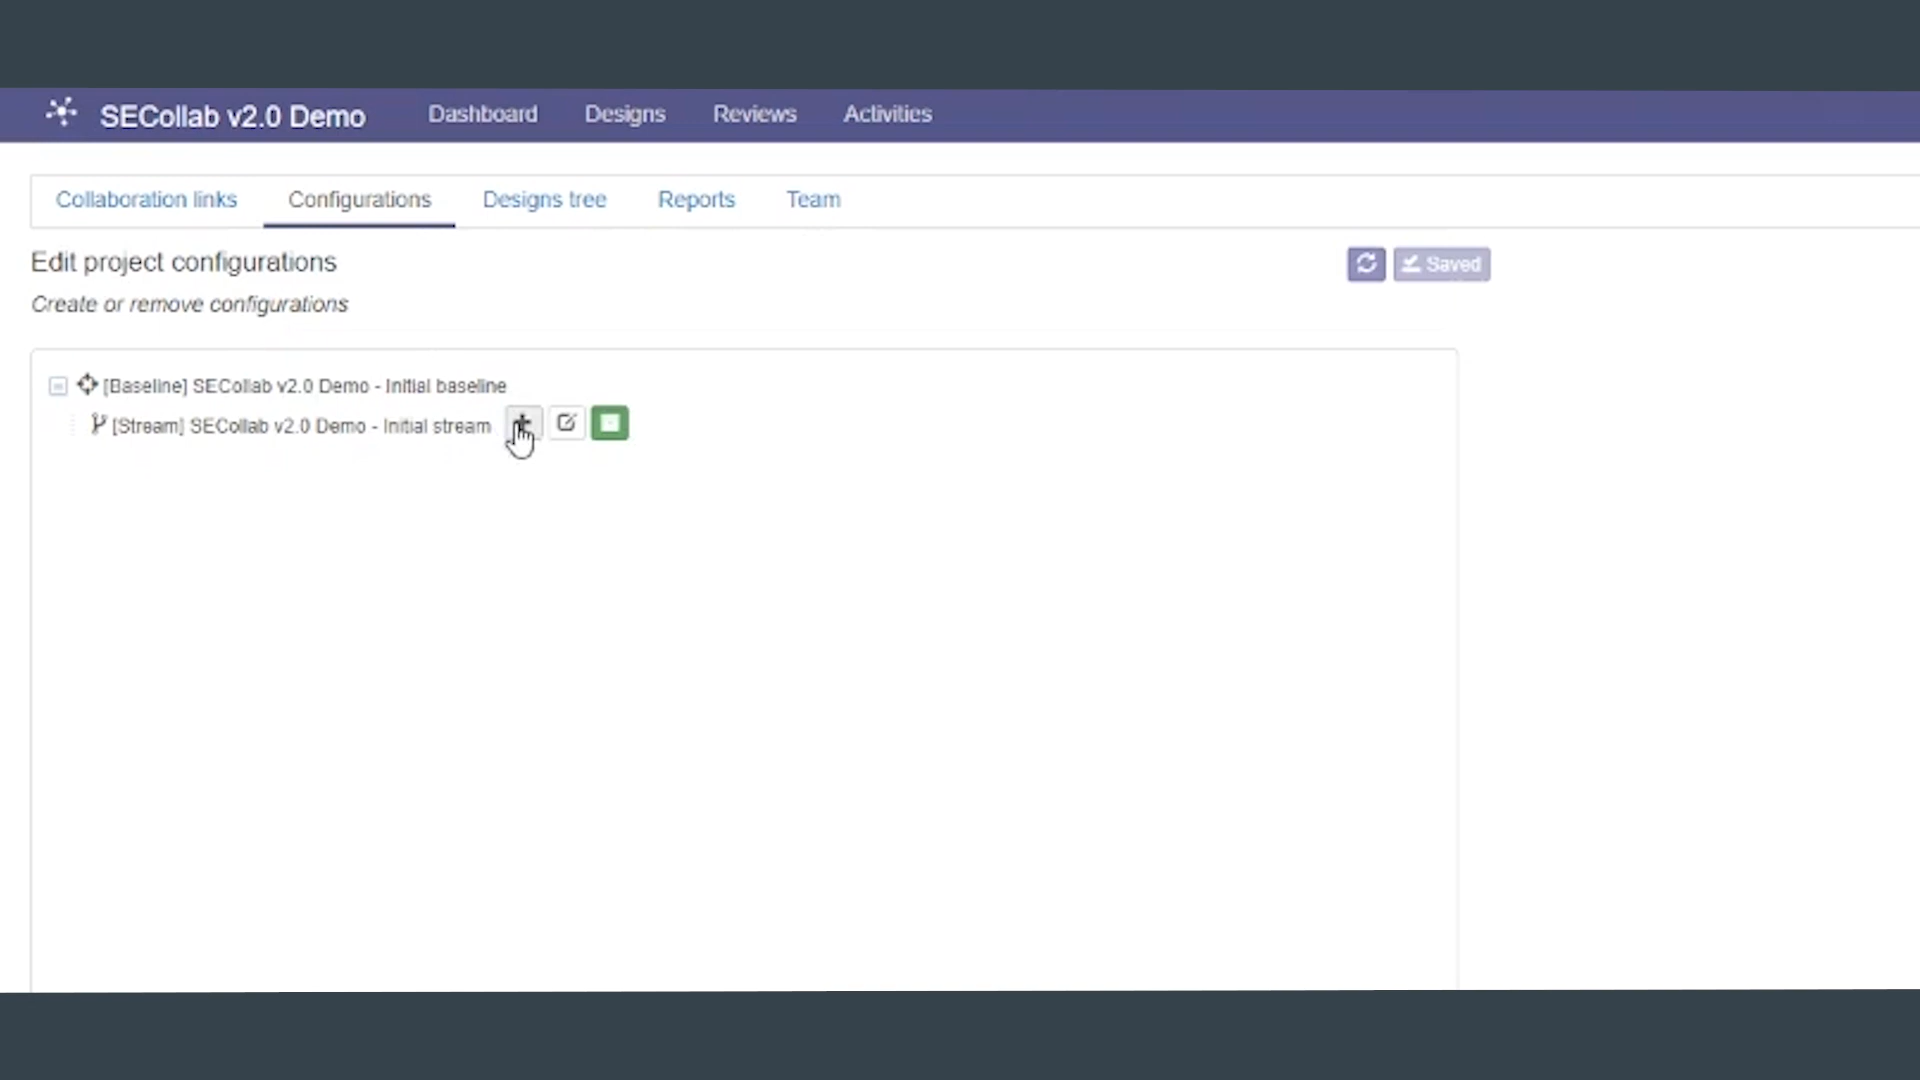 SECollab v2.0 Demo Dashboard Designs Reviews Activities
Collaboration links Configurations Designs tree Reports Team
Edit project configurations
Saved
Create or remove configurations
[Baseline] SECollab v2.0 Demo - Initial baseline
[Stream] SECollab v2.0 Demo - Initial stream